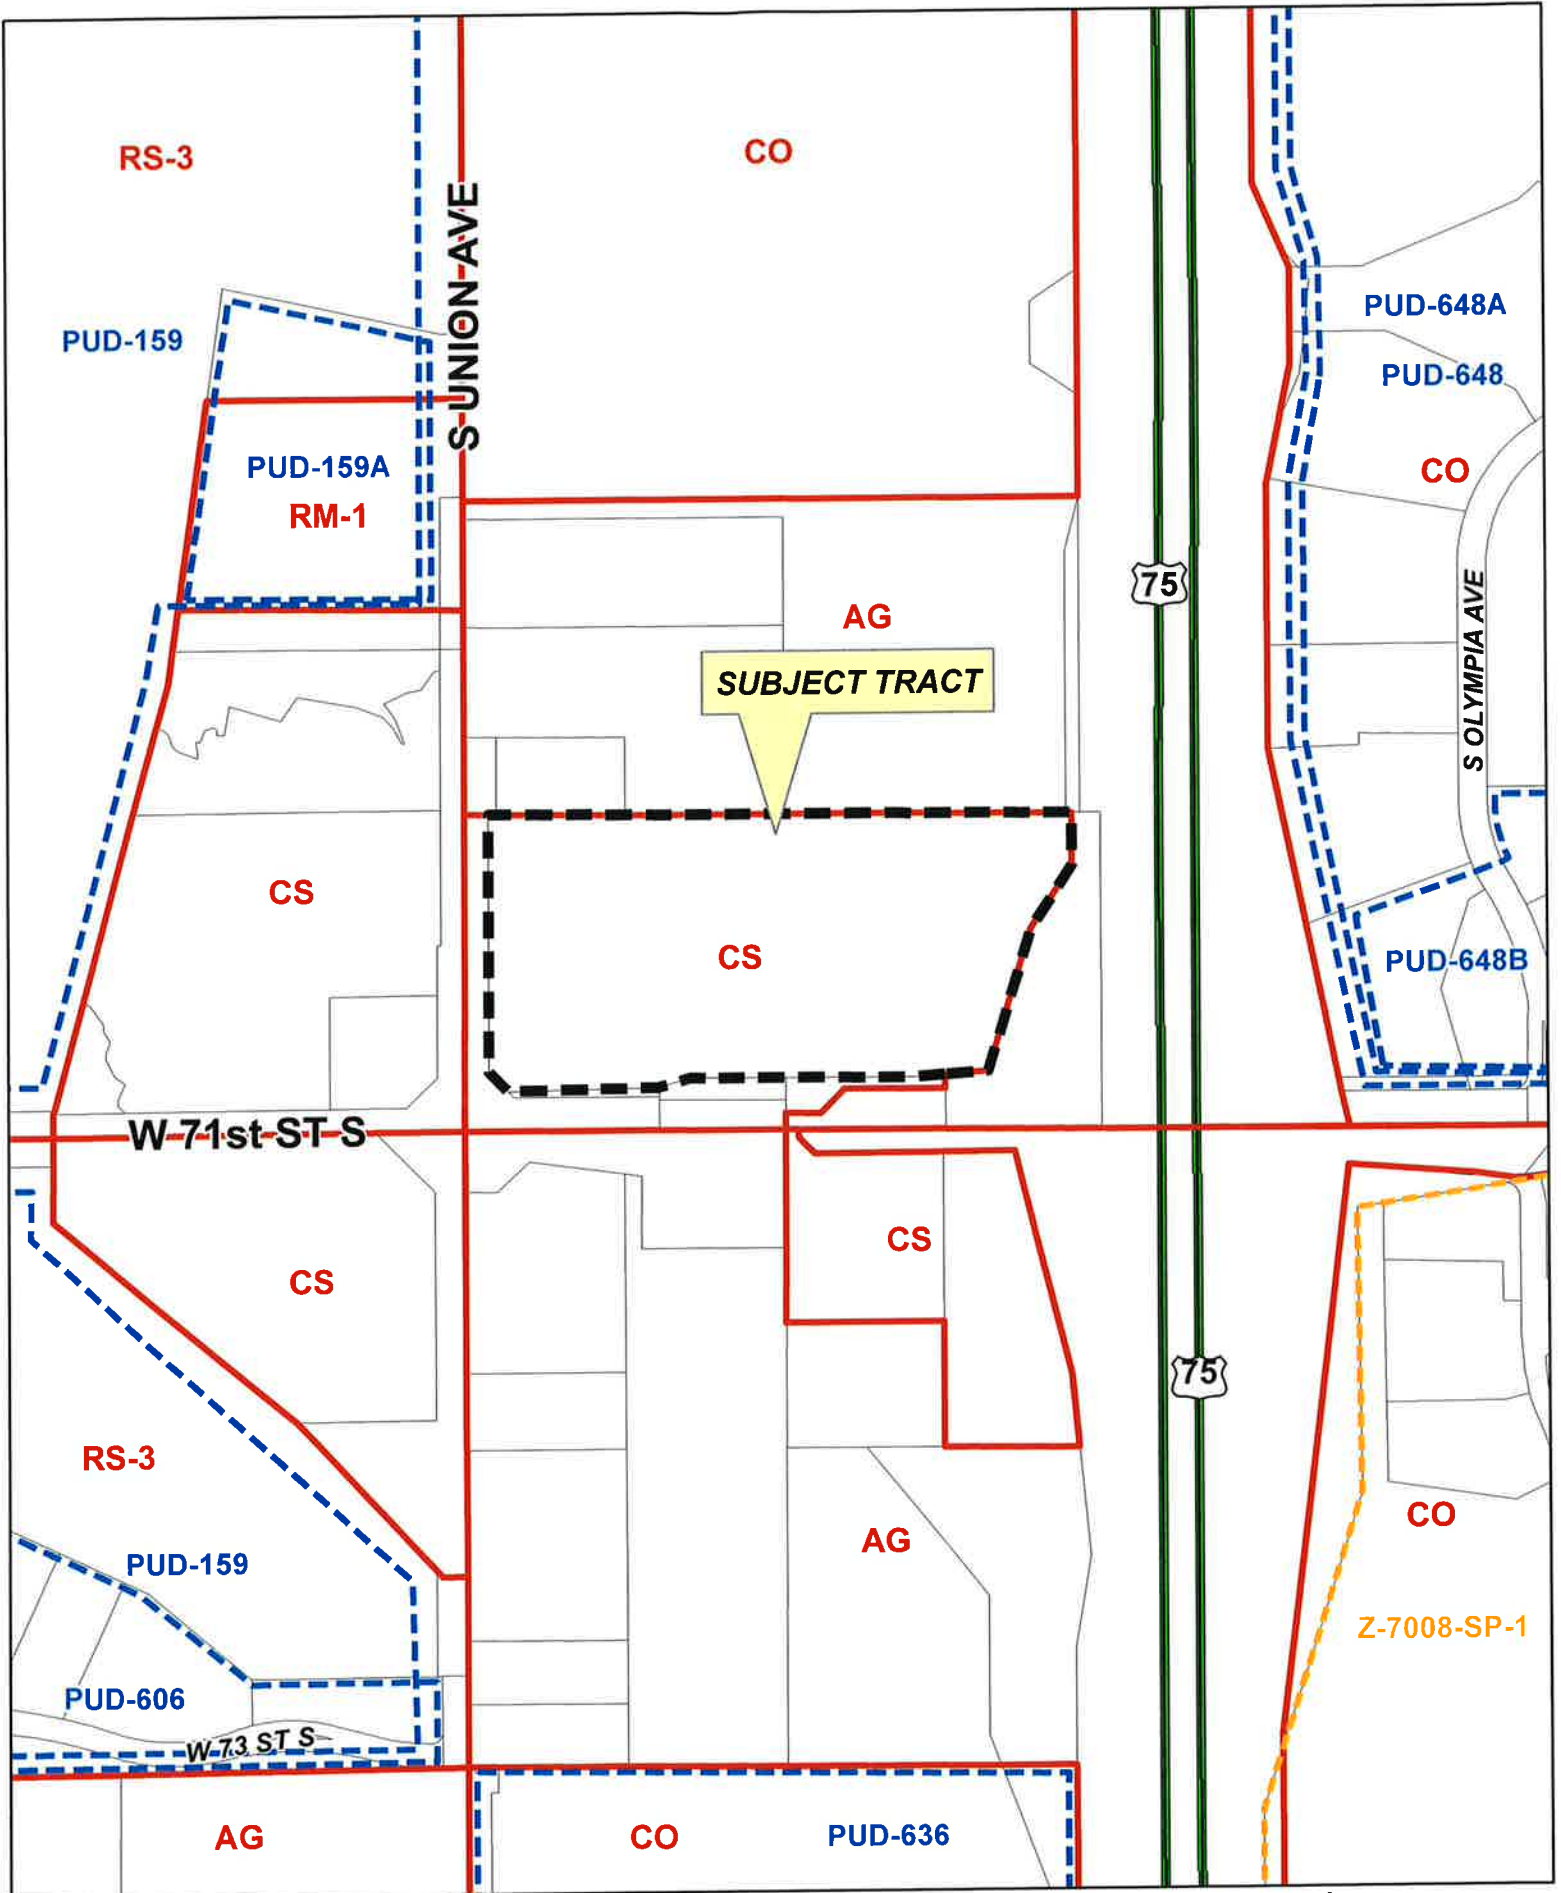 RS-3
CO
S UNION AVE
PUD-648A
PUD-159
PUD-648
PUD-159A
CO
RM-1
75
AG
S OLYMPIA AVE
SUBJECT TRACT
CS
CS
PUD-648B
W 71st ST S
CS
CS
75
RS-3
CO
AG
PUD-159
Z-7008-SP-1
PUD-606
W 73 ST S
AG
CO
PUD-636